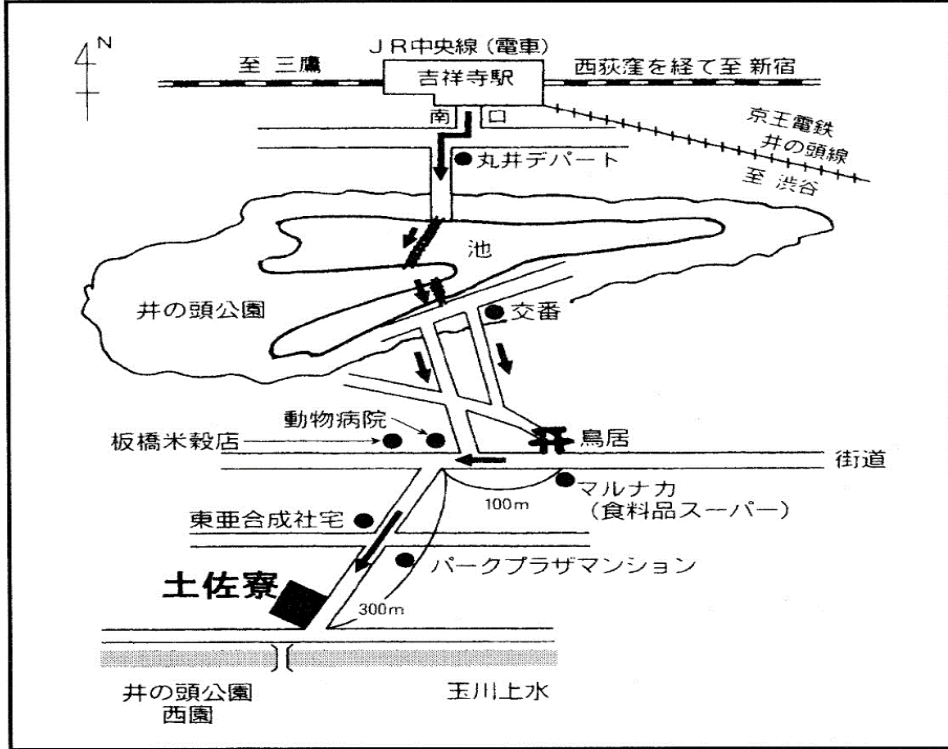 N
JR中央線(電車)
至 三鷹
吉祥寺駅
西荻窪を経て至 新宿
南 口
京王電鉄
井の頭線
至 渋谷
丸井デパート
池
井の頭公園
交番
動物病院
板橋米穀店
鳥居
街道
100m
マルナカ
(食料品スーパー)
東亜合成社宅
パークプラザマンション
土佐寮
300m
井の頭公園
西園
玉川上水